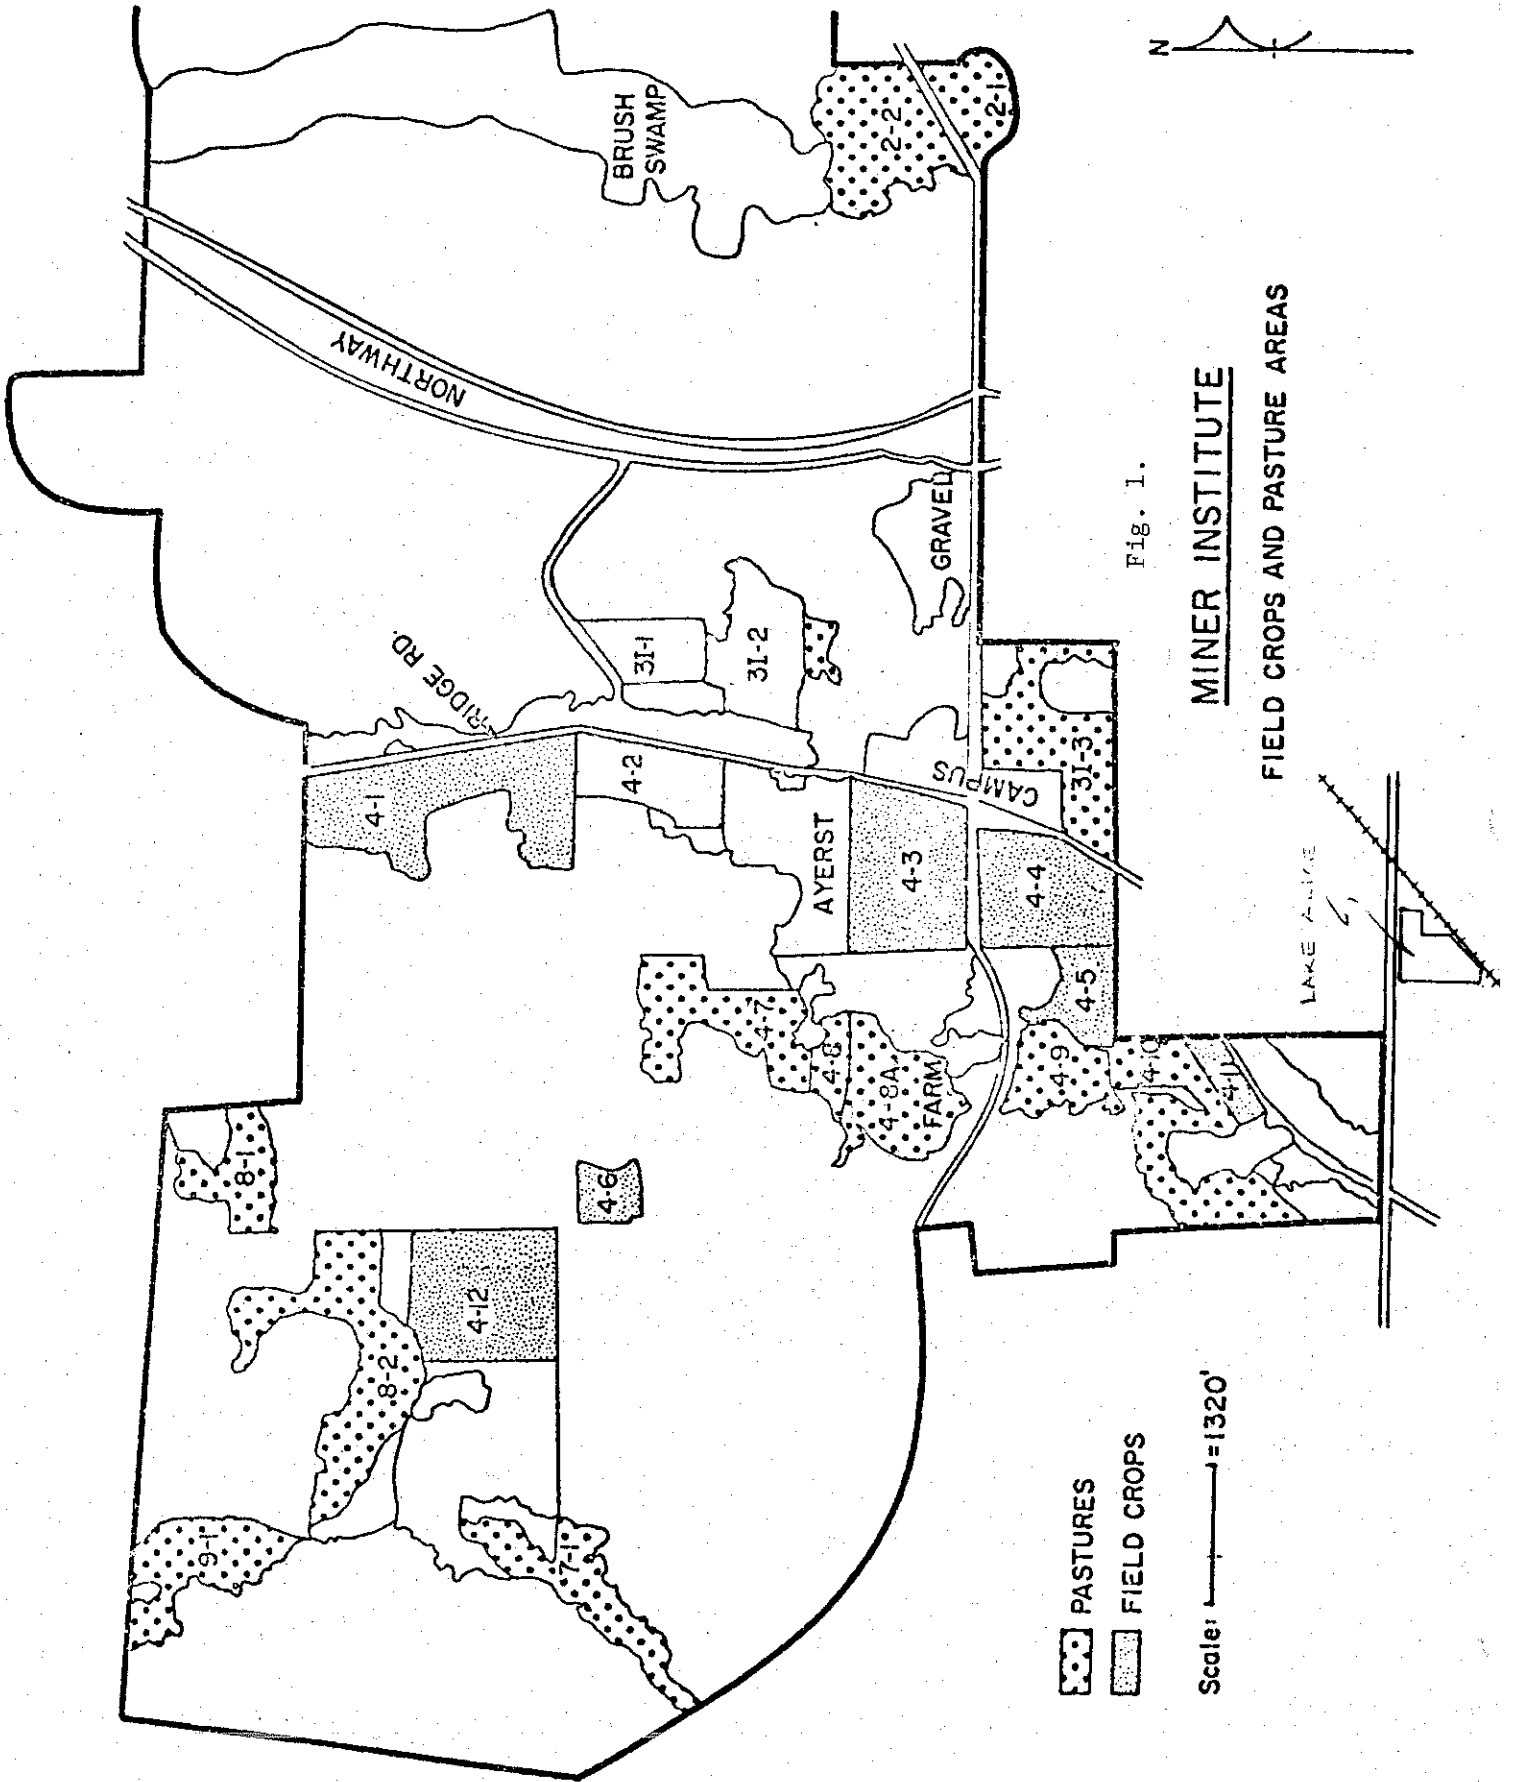 N
BRUSH
SWAMP
2-2
2-1
NORTHWAY
RIDGE RD.
31-1
31-2
GRAVEL
4-1
4-2
AYERST
CAMPUS
31-3
4-3
4-4
4-5
4-7
4-8
4-8A
FARM
4-9
4-10
4-11
8-1
4-6
4-12
8-2
9-1
7-1
LAKE ALICE
Fig. 1.
MINER INSTITUTE
FIELD CROPS AND PASTURE AREAS
PASTURES
FIELD CROPS
Scale: = 1320'